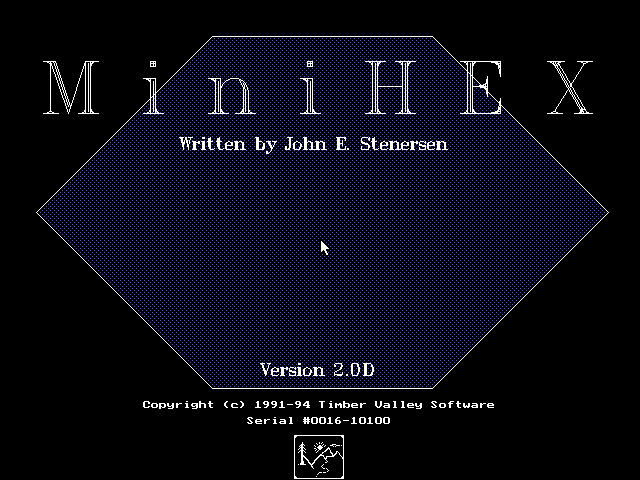 MiniHEX
Written by John E. Stenersen
Version 2.0D
Copyright (c) 1991-94 Timber Valley Software
Serial #0016-10100